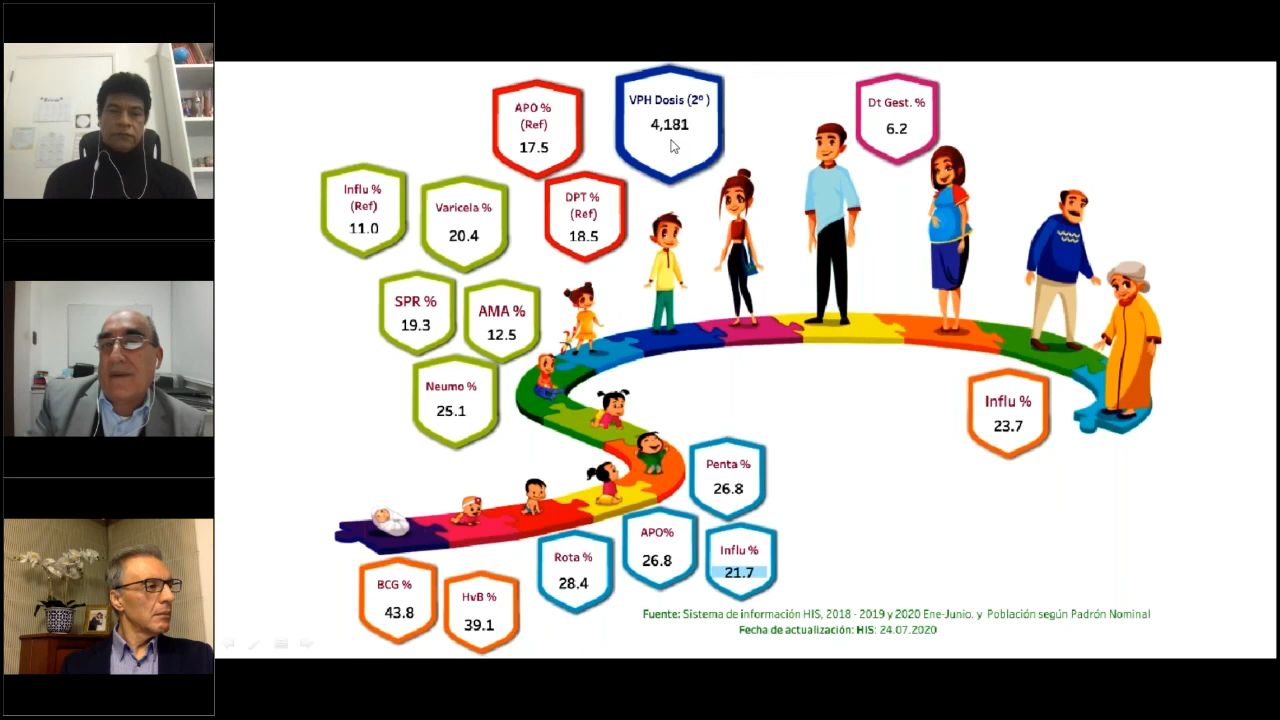 APO %
(Ref)
17.5
VPH Dosis (2º )
4,181
Dt Gest. %
6.2
Influ %
(Ref)
11.0
Varicela %
20.4
DPT %
(Ref)
18.5
SPR %
19.3
AMA %
12.5
Neumo %
25.1
Influ %
23.7
Penta %
26.8
APO%
26.8
Influ %
21.7
Rota %
28.4
BCG %
43.8
HvB %
39.1
Fuente: Sistema de información HIS, 2018 - 2019 y 2020 Ene-Junio. y Población según Padrón Nominal
Fecha de actualización: HIS: 24.07.2020